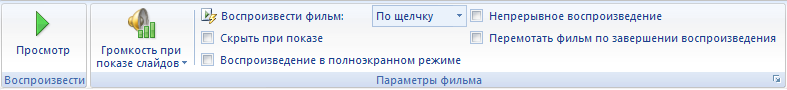 Просмотр
Воспроизвести
Громкость при
показе слайдов
Воспроизвести фильм: По щелчку
Скрыть при показе
Воспроизведение в полноэкранном режиме
Непрерывное воспроизведение
Перемотать фильм по завершении воспроизведения
Параметры фильма